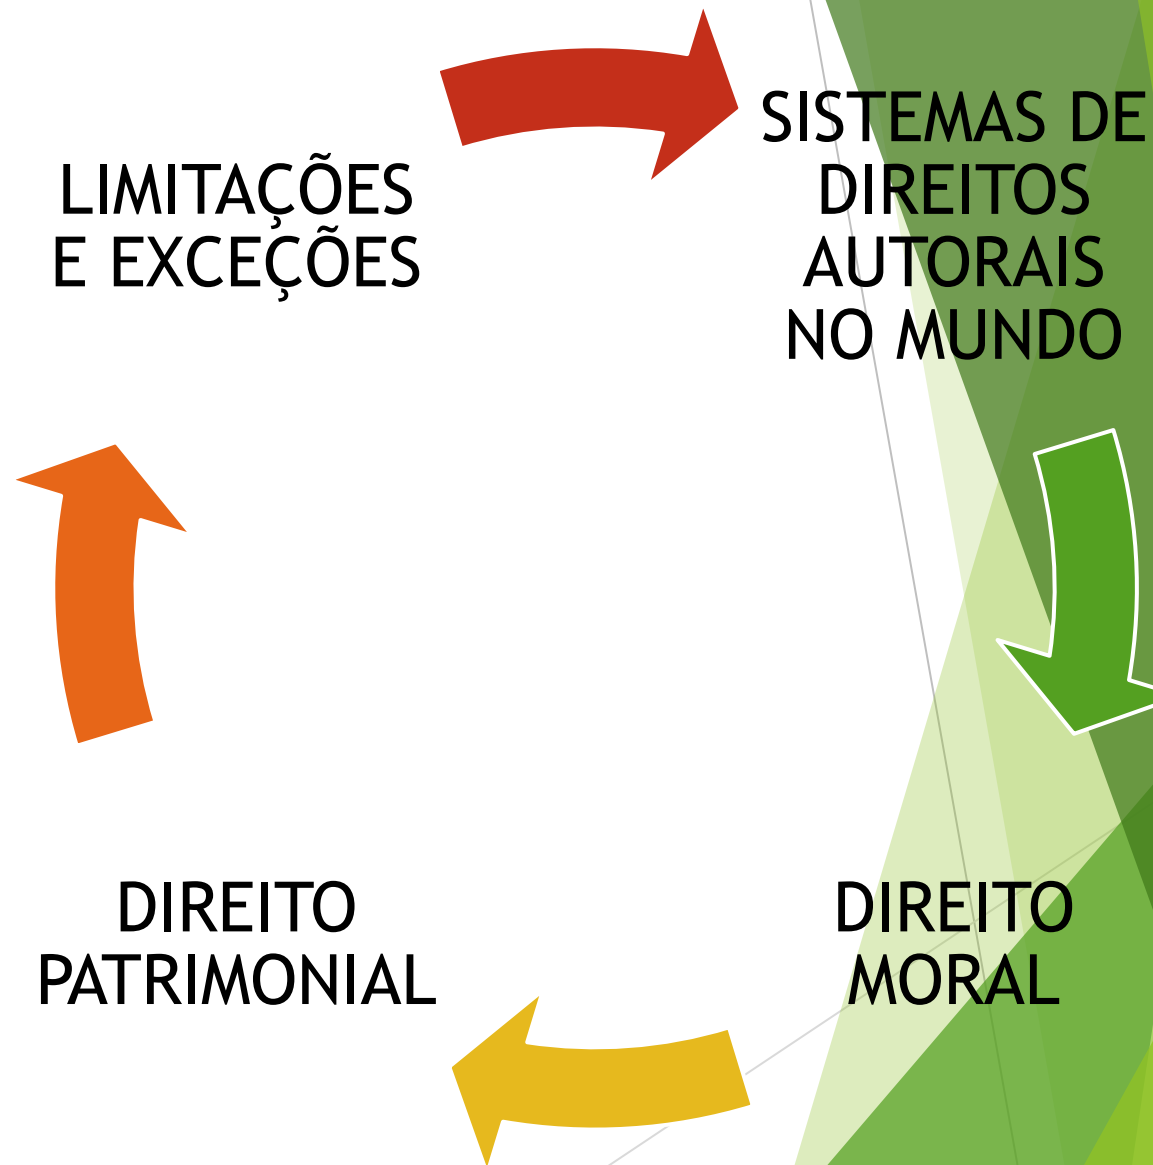 LIMITAÇÕES
E EXCEÇÕES
SISTEMAS DE
DIREITOS
AUTORAIS
NO MUNDO
DIREITO
MORAL
DIREITO
PATRIMONIAL